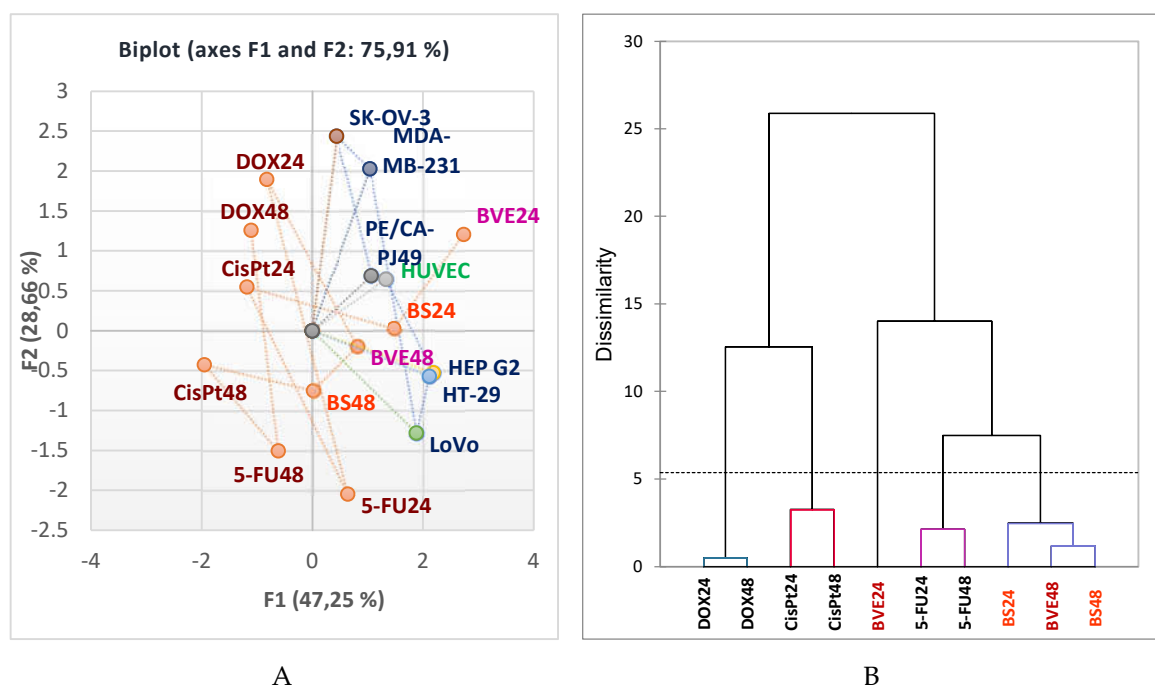 Biplot (axes F1 and F2: 75,91 %)
3
2.5
2
1.5
1
0.5
0
-0.5
-1
-1.5
-2
-2.5
F2 (28,66 %)
-4
-2
0
2
4
F1 (47,25 %)
SK-OV-3
MDA-
MB-231
DOX24
DOX48
BVE24
PE/CA-
PJ49
HUVEC
CisPt24
BS24
BVE48
HEP G2
HT-29
CisPt48
BS48
LoVo
5-FU48
5-FU24
A
30
25
20
15
10
5
0
Dissimilarity
DOX24
DOX48
CisPt24
CisPt48
BVE24
5-FU24
5-FU48
BS24
BVE48
BS48
B